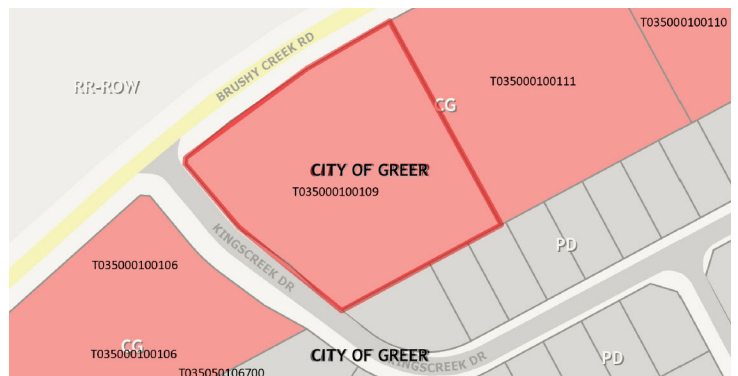 T035000100110
BRUSHY CREEK RD
RR-ROW
T035000100111
CG
CITY OF GREER
T035000100109
KINGSCREEK DR
PD
T035000100106
CG
T035000100106
CITY OF GREER
KINGSCREEK DR
PD
T035050106700